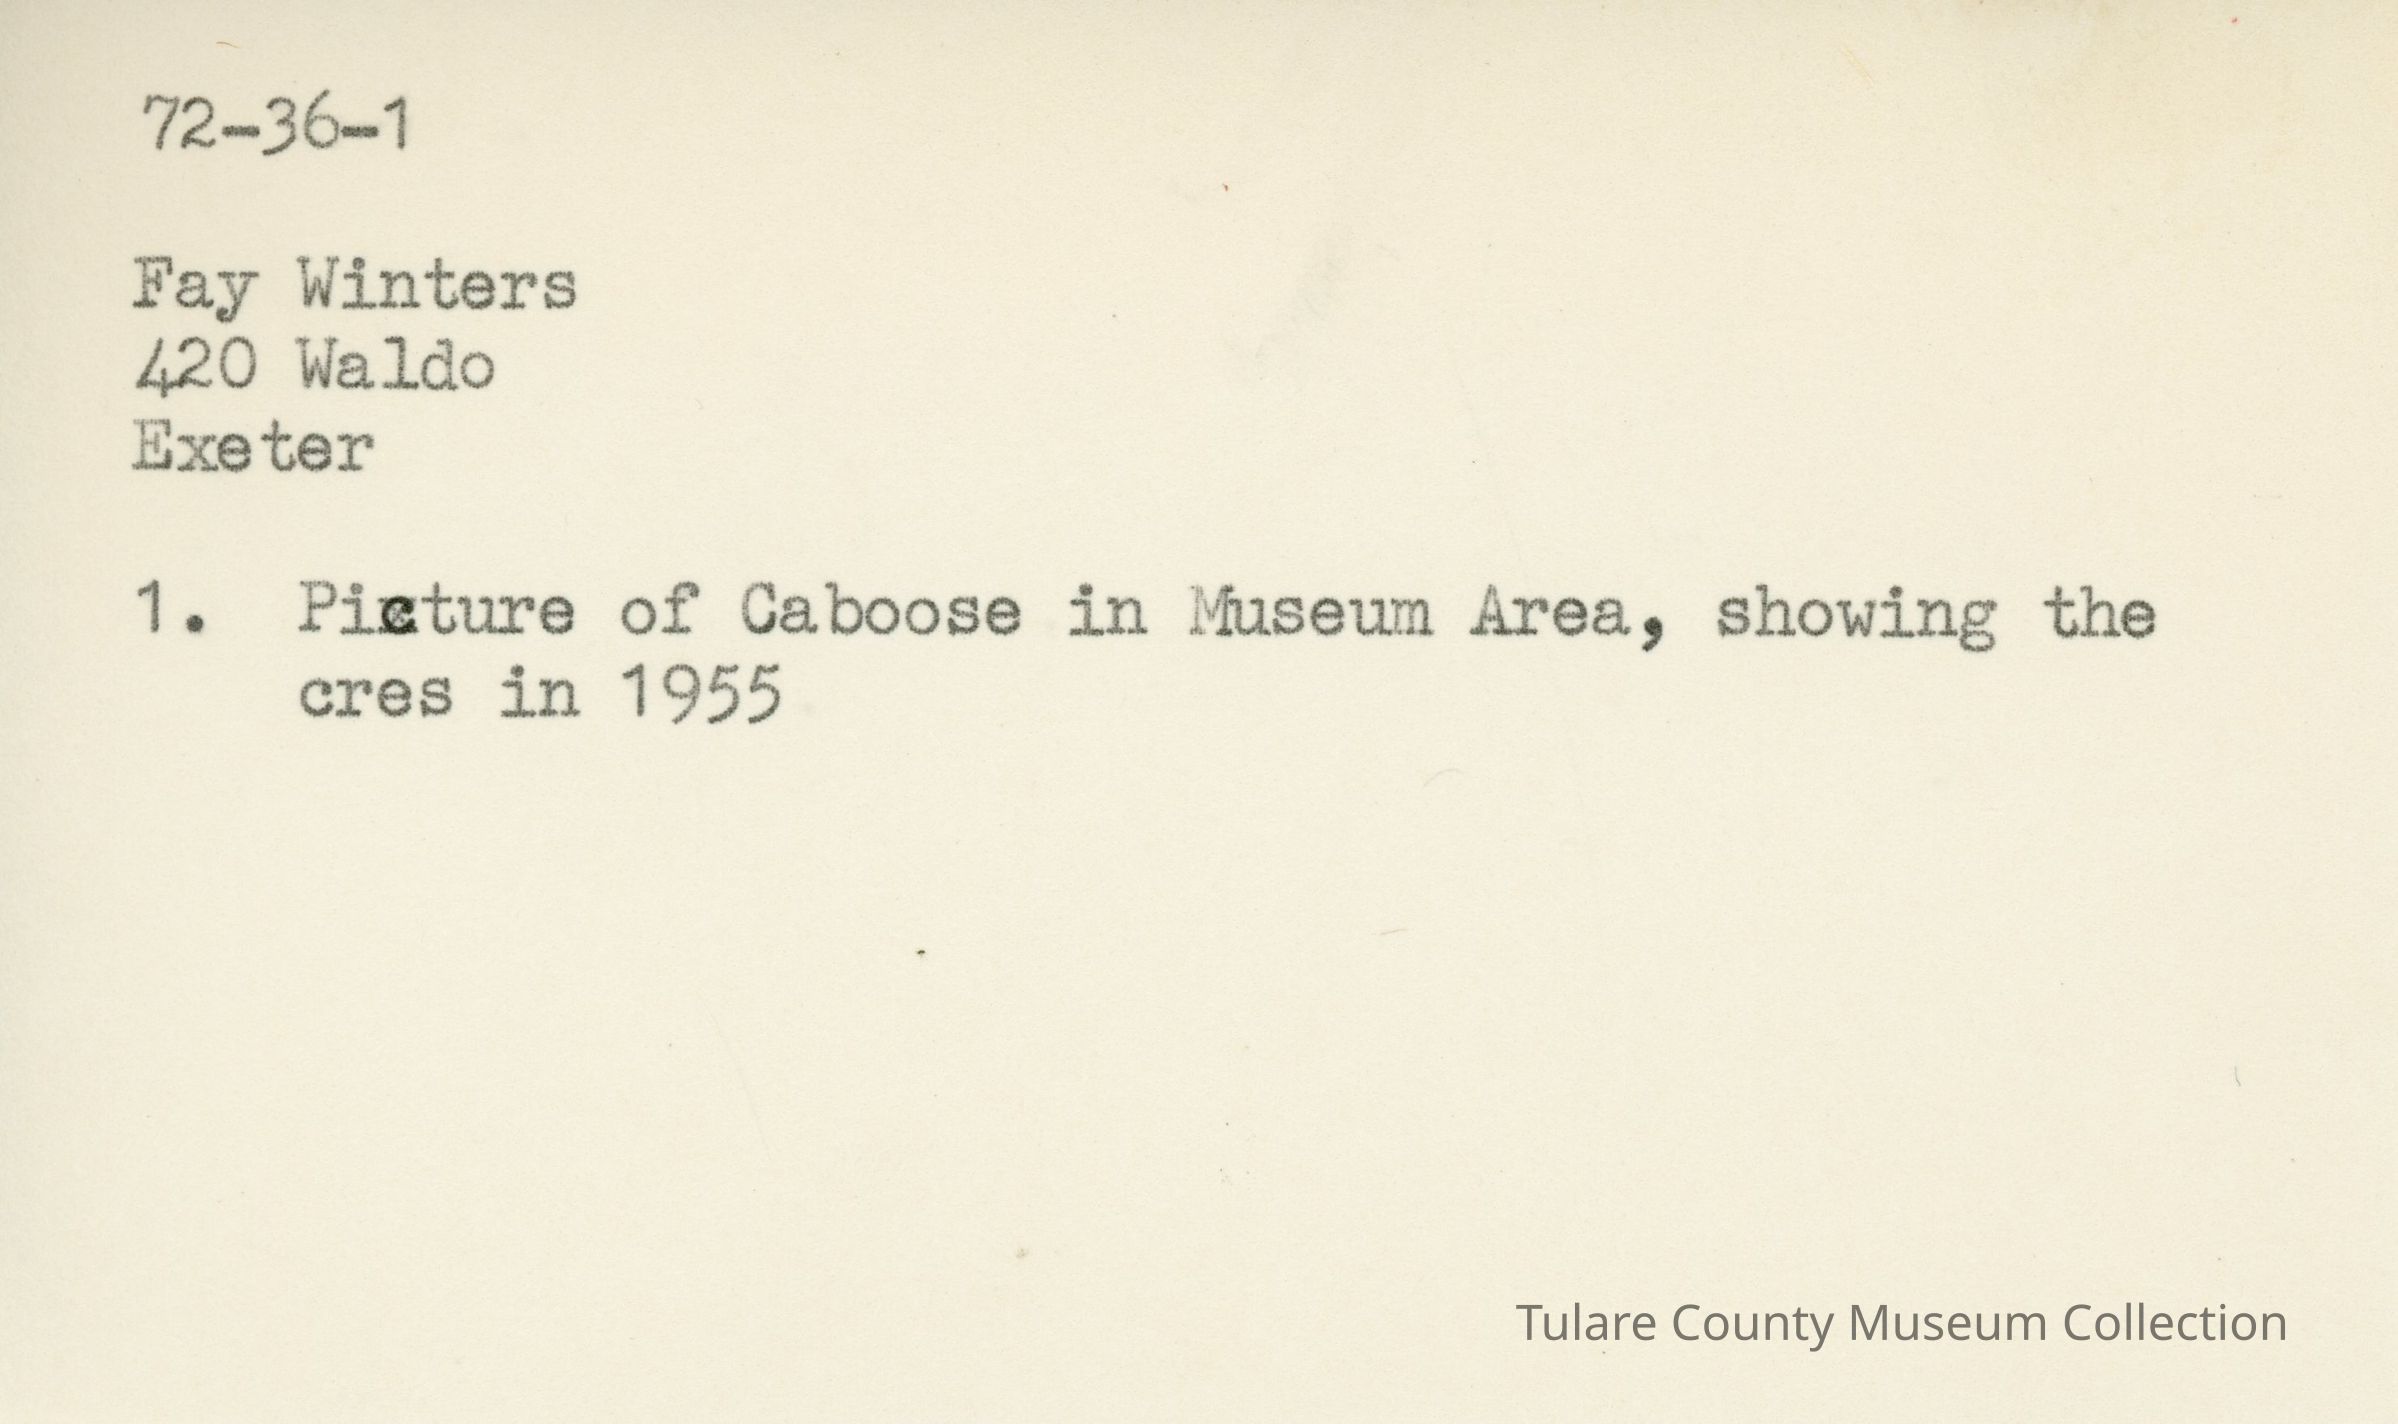 72-36-1
Fay Winters
420 Waldo
Exeter
1. Picture of Caboose in Museum Area, showing the
cres in 1955
Tulare County Museum Collection